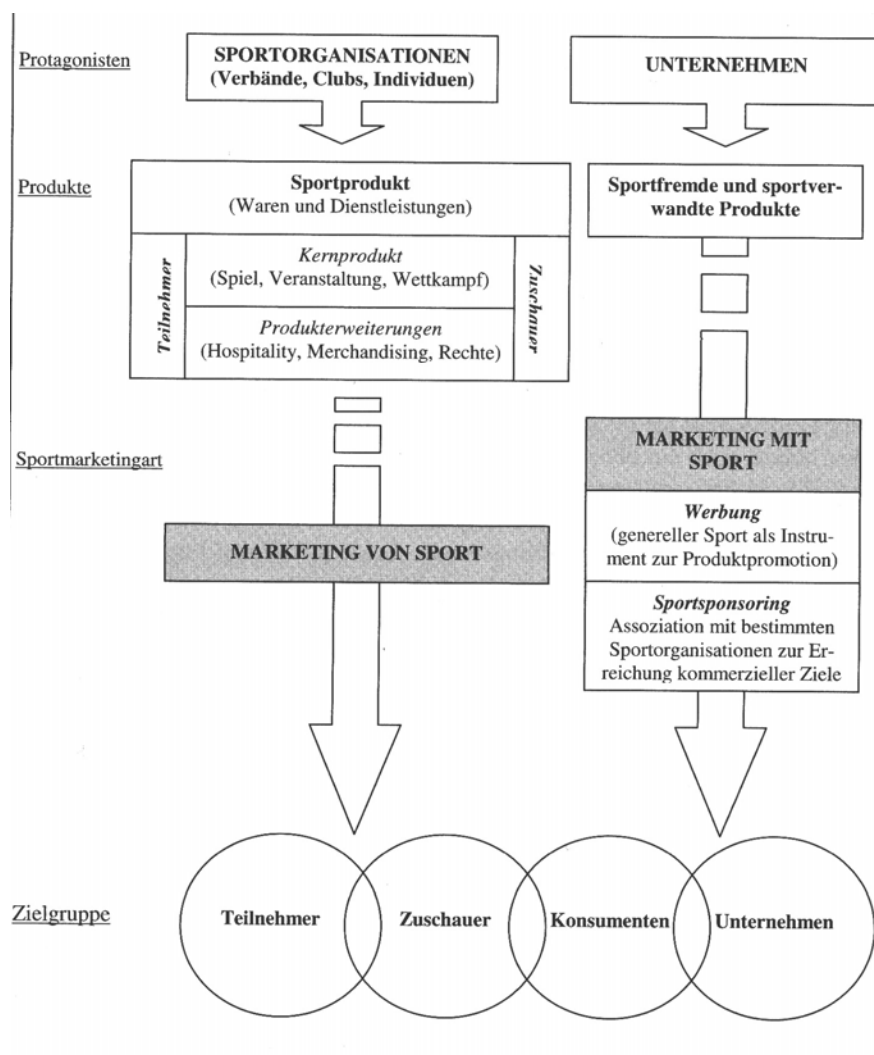 Protagonisten
SPORTORGANISATIONEN
(Verbände, Clubs, Individuen)
UNTERNEHMEN
Produkte
Sportprodukt
(Waren und Dienstleistungen)
Teilnehmer
Kernprodukt
(Spiel, Veranstaltung, Wettkampf)
Produkterweiterungen
(Hospitality, Merchandising, Rechte)
Zuschauer
Sportfremde und sportver-
wandte Produkte
Sportmarketingart
MARKETING VON SPORT
MARKETING MIT
SPORT
Werbung
(genereller Sport als Instru-
ment zur Produktpromotion)
Sportsponsoring
Assoziation mit bestimmten
Sportorganisationen zur Er-
reichung kommerzieller Ziele
Zielgruppe
Teilnehmer
Zuschauer
Konsumenten
Unternehmen